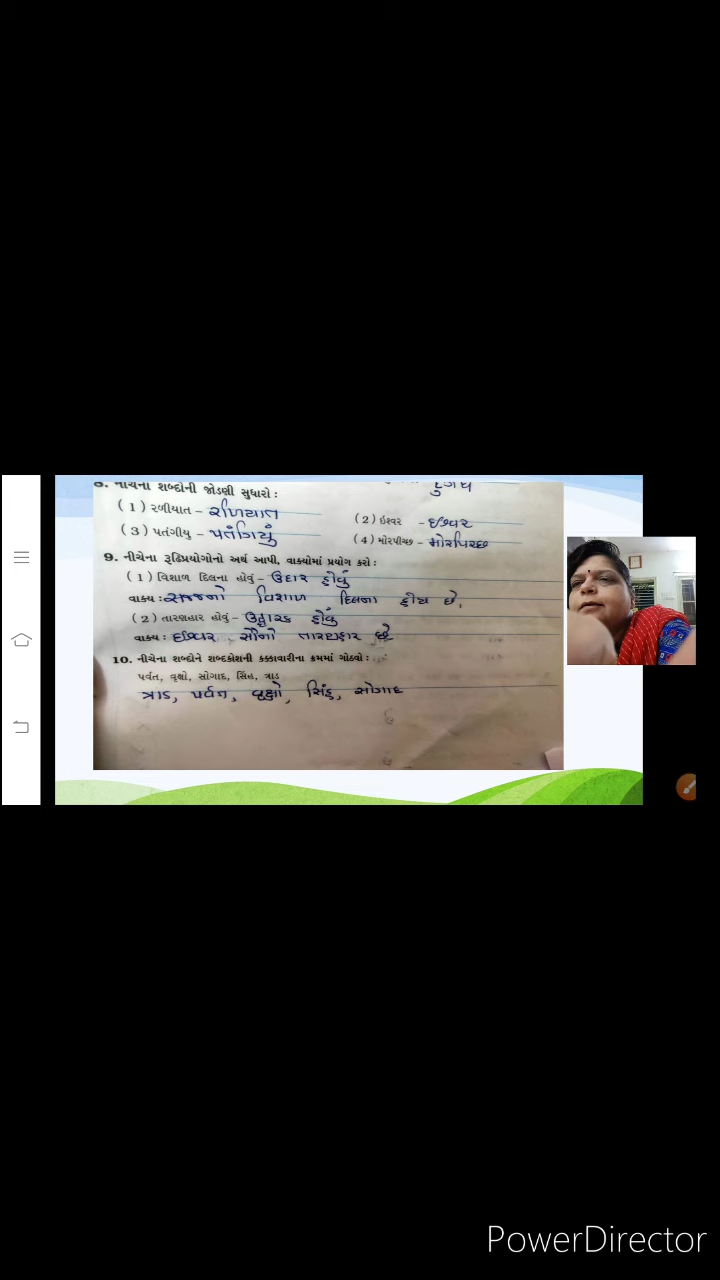 8. નીચેના શબ્દોની જોડણી સુધારો :
(1) રળીયાત - રળિયાત
(2) ઇશ્વર - ઈશ્વર
(3) પતંગીયુ - પતંગિયું
(4) મોરપીચ્છ - મોરપિચ્છ
9. નીચેના રૂઢિપ્રયોગોનો અર્થ આપી, વાક્યોમાં પ્રયોગ કરો :
(1) વિશાળ દિલના હોવું - ઉદાર હોવું
વાક્ય : સજ્જનો વિશાળ દિલના હોય છે.
(2) તારણહાર હોવું - ઉદ્ધારક હોવું
વાક્ય : ઈશ્વર સૌનો તારણહાર છે
10. નીચેના શબ્દોને શબ્દકોશની કક્કાવારીના ક્રમમાં ગોઠવો :
પર્વત, વૃક્ષો, સોગાદ, સિંહ, ત્રાડ
ત્રાડ, પર્વત, વૃક્ષો, સિંહ, સોગાદ
PowerDirector